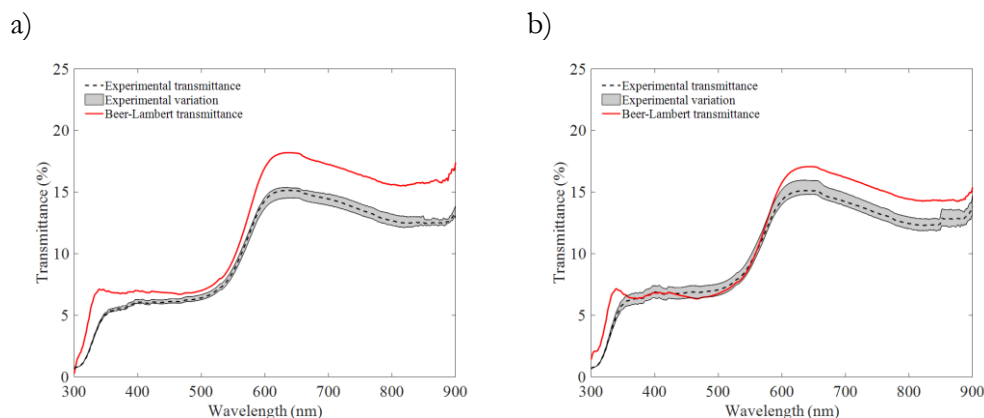 a)
b)
25
20
15
10
5
0
Transmittance (%)
Experimental transmittance
Experimental variation
Beer-Lambert transmittance
300 400 500 600 700 800 900
Wavelength (nm)
25
20
15
10
5
0
Transmittance (%)
Experimental transmittance
Experimental variation
Beer-Lambert transmittance
300 400 500 600 700 800 900
Wavelength (nm)